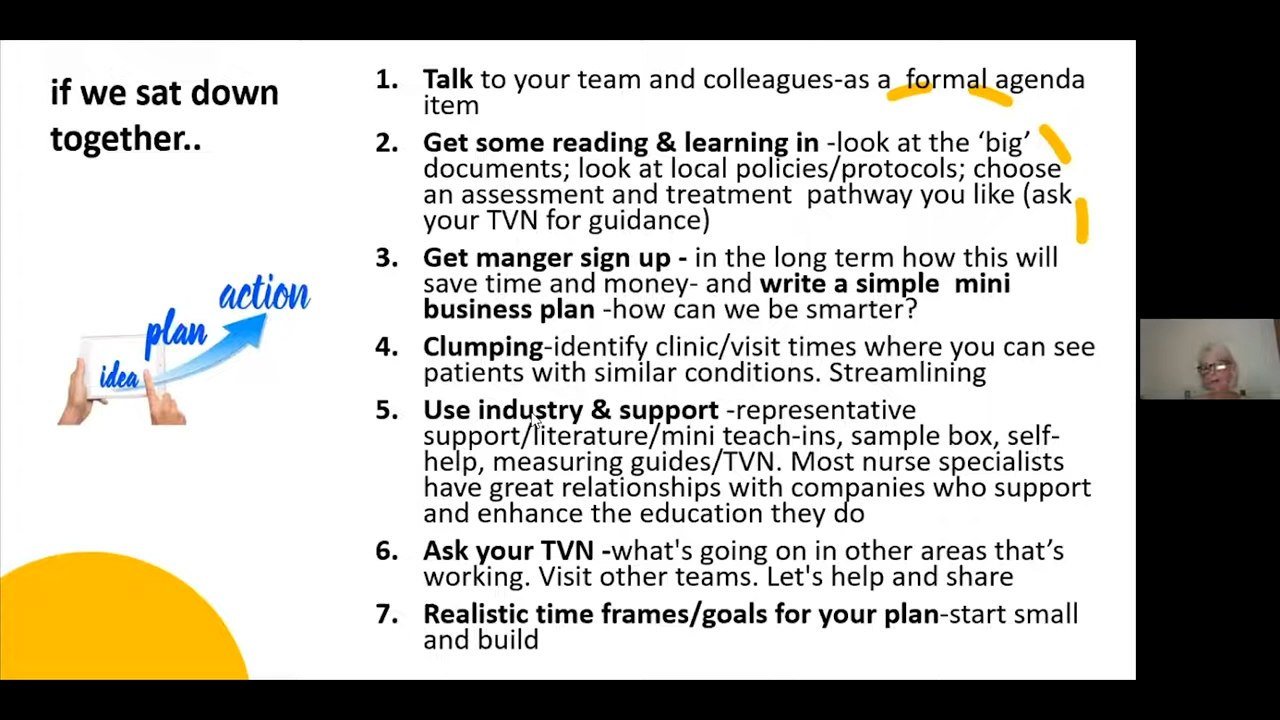 if we sat down
together..
1. Talk to your team and colleagues-as a formal agenda
item
2. Get some reading & learning in -look at the ‘big’
documents; look at local policies/protocols; choose
an assessment and treatment pathway you like (ask
your TVN for guidance)
3. Get manger sign up - in the long term how this will
save time and money- and write a simple mini
business plan -how can we be smarter?
4. Clumping-identify clinic/visit times where you can see
patients with similar conditions. Streamlining
5. Use industry & support -representative
support/literature/mini teach-ins, sample box, self-
help, measuring guides/TVN. Most nurse specialists
have great relationships with companies who support
and enhance the education they do
6. Ask your TVN -what's going on in other areas that’s
working. Visit other teams. Let's help and share
7. Realistic time frames/goals for your plan-start small
and build
action
plan
idea